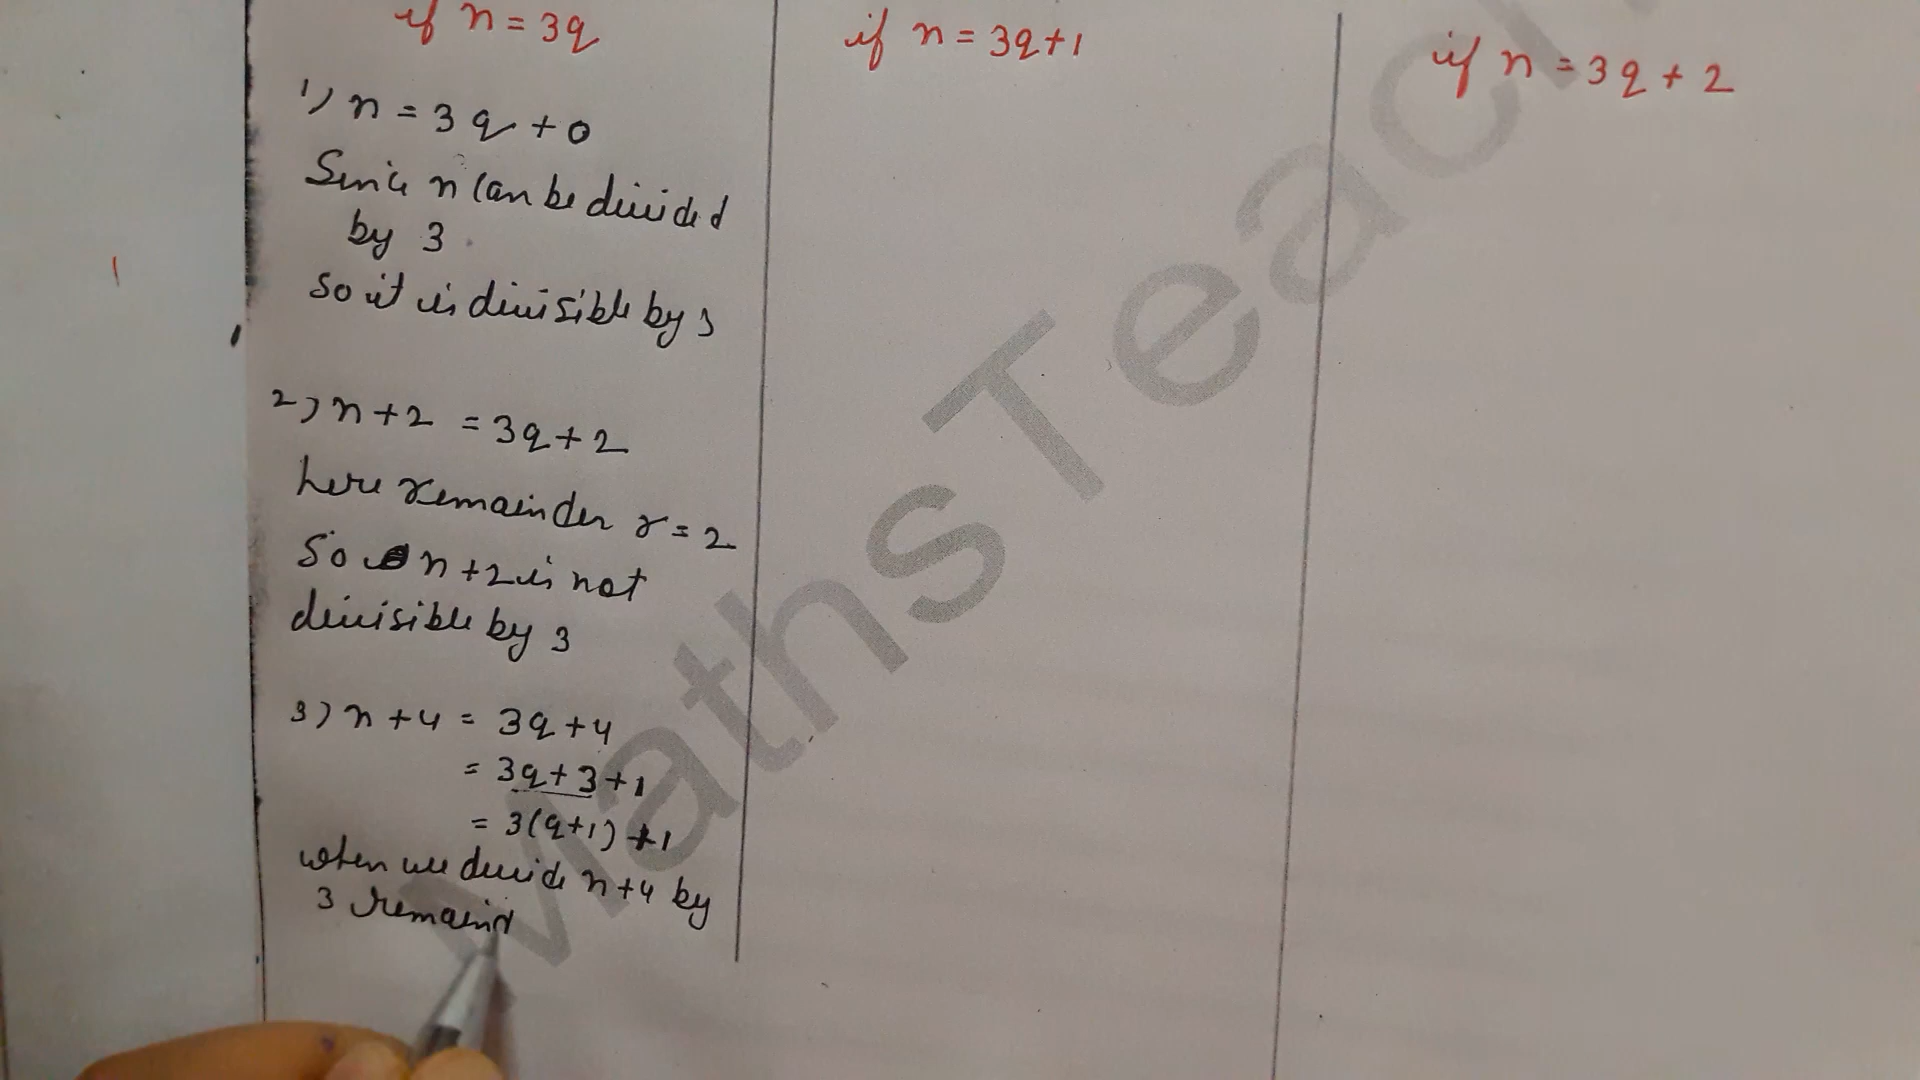 if n = 3q
1) n = 3q + 0
Since n can be divided
by 3
So it is divisible by 3
2) n + 2 = 3q + 2
here remainder r = 2
So n + 2 is not
divisible by 3
3) n + 4 = 3q + 4
= 3q + 3 + 1
= 3(q+1) + 1
when we divide n + 4 by
3 remaind
if n = 3q + 1
if n = 3q + 2
MathsTeac